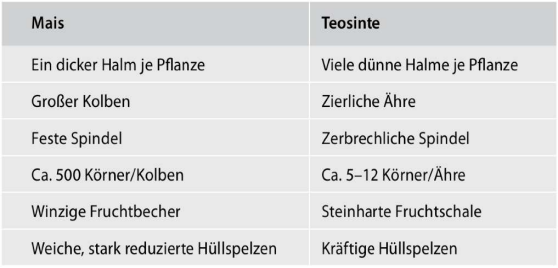 Mais Teosinte
Ein dicker Halm je Pflanze Viele dünne Halme je Pflanze
Großer Kolben Zierliche Ähre
Feste Spindel Zerbrechliche Spindel
Ca. 500 Körner/Kolben Ca. 5–12 Körner/Ähre
Winzige Fruchtbecher Steinharte Fruchtschale
Weiche, stark reduzierte Hüllspelzen Kräftige Hüllspelzen